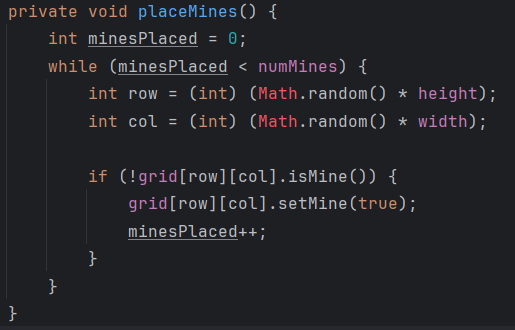 private void placeMines() {
    int minesPlaced = 0;
    while (minesPlaced < numMines) {
        int row = (int) (Math.random() * height);
        int col = (int) (Math.random() * width);

        if (!grid[row][col].isMine()) {
            grid[row][col].setMine(true);
            minesPlaced++;
        }
    }
}